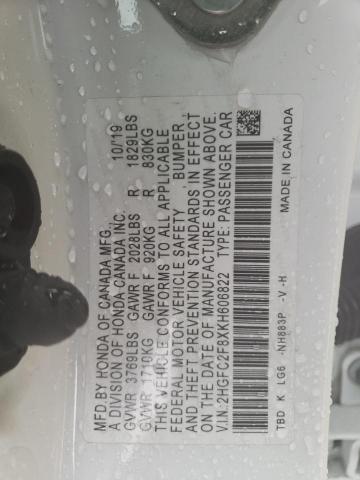 MFD.BY HONDA OF CANADA MFG.,
A DIVISION OF HONDA CANADA INC. 10/19
GVWR 3769LBS GAWR F 2028LBS R 1829LBS
GVWR 1710KG GAWR F 920KG R 830KG
THIS VEHICLE CONFORMS TO ALL APPLICABLE
FEDERAL MOTOR VEHICLE SAFETY BUMPER,
AND THEFT PREVENTION STANDARDS IN EFFECT
ON THE DATE OF MANUFACTURE SHOWN ABOVE.
V.I.N.:2HGFC2F8XKH606822 TYPE: PASSENGER CAR
TBD K LG6 -NH883P -V -H MADE IN CANADA